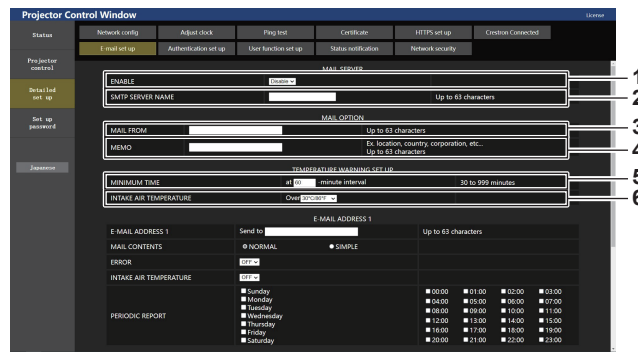 Projector Control Window
License
Status
Network config
Adjust clock
Ping test
Certificate
HTTPS set up
Crestron Connected
E-mail set up
Authentication set up
User function set up
Status notification
Network security
Projector control
Detailed set up
Set up password
Japanese
MAIL SERVER
ENABLE Disable 1
SMTP SERVER NAME Up to 63 characters 2
MAIL OPTION
MAIL FROM Up to 63 characters 3
MEMO Ex. location, country, corporation, etc... 4
Up to 63 characters
TEMPERATURE WARNING SET UP
MINIMUM TIME at 60 -minute interval 30 to 999 minutes 5
INTAKE AIR TEMPERATURE Over 30°C/86°F 6
E-MAIL ADDRESS 1
E-MAIL ADDRESS 1 Send to Up to 63 characters
MAIL CONTENTS NORMAL SIMPLE
ERROR OFF
INTAKE AIR TEMPERATURE OFF
PERIODIC REPORT
Sunday 00:00 01:00 02:00 03:00
Monday 04:00 05:00 06:00 07:00
Tuesday 08:00 09:00 10:00 11:00
Wednesday 12:00 13:00 14:00 15:00
Thursday 16:00 17:00 18:00 19:00
Friday 20:00 21:00 22:00 23:00
Saturday